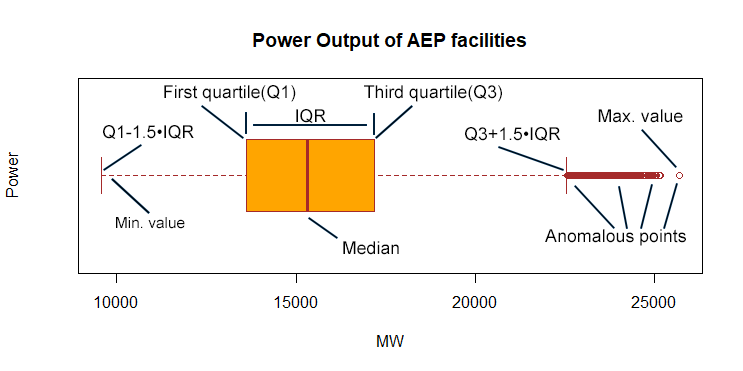 Power Output of AEP facilities
First quartile(Q1)
Third quartile(Q3)
IQR
Max. value
Q1-1.5•IQR
Q3+1.5•IQR
Power
Min. value
Anomalous points
Median
10000 15000 20000 25000
MW